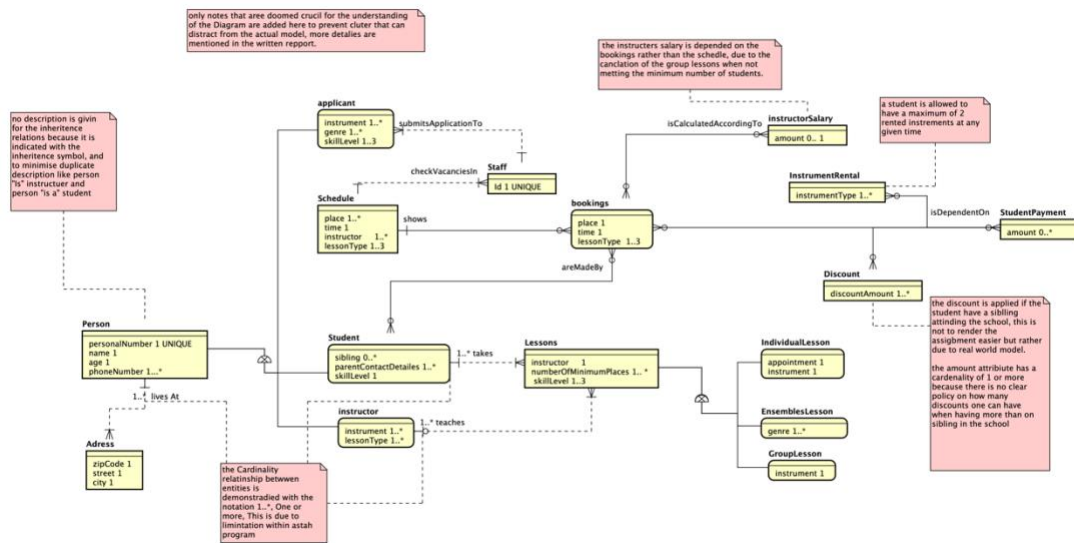 only notes that aree doomed crucil for the understanding
of the Diagram are added here to prevent cluter that can
distract from the actual model, more detalies are
mentioned in the written repport.
the instructers salary is depended on the
bookings rather than the schedle, due to the
canclation of the group lessons when not
metting the minimum number of students.
a student is allowed to
have a maximum of 2
rented instrements at any
given time
no description is givin
for the inheritence
relations because it is
indicated with the
inheritence symbol, and
to minimise duplicate
description like person
"Is" instructuer and
person "is a" student
applicant
instrument 1..*
genre 1..*
skillLevel 1..3
submitsApplicationTo
Staff
Id 1 UNIQUE
checkVacanciesIn
Schedule
place 1..*
time 1
instructor 1..*
lessonType 1..3
shows
bookings
place 1
time 1
lessonType 1..3
isCalculatedAccordingTo
instructorSalary
amount 0.. 1
InstrumentRental
instrumentType 1..*
isDependentOn
StudentPayment
amount 0..*
Discount
discountAmount 1..*
areMadeBy
the discount is applied if the
student have a siblling
attinding the school, this is
not to render the
assigbment easier but rather
due to real world model.
the amount attribiute has a
cardenality of 1 or more
because there is no clear
policy on how many
discounts one can have
when having more than on
sibling in the school
Person
personalNumber 1 UNIQUE
name 1
age 1
phoneNumber 1...*
1..* lives At
Adress
zipCode 1
street 1
city 1
Student
sibling 0..*
parentContactDetailes 1..*
skillLevel 1
1..* takes
Lessons
instructor 1
numberOfMinimumPlaces 1.. *
skillLevel 1..3
instructor
instrument 1..*
lessonType 1..*
1..* teaches
IndividualLesson
appointment 1
instrument 1
EnsemblesLesson
genre 1..*
GroupLesson
instrument 1
the Cardinality
relatinship betwwen
entities is
demonstradied with the
notation 1..*, One or
more, This is due to
limintation within astah
program